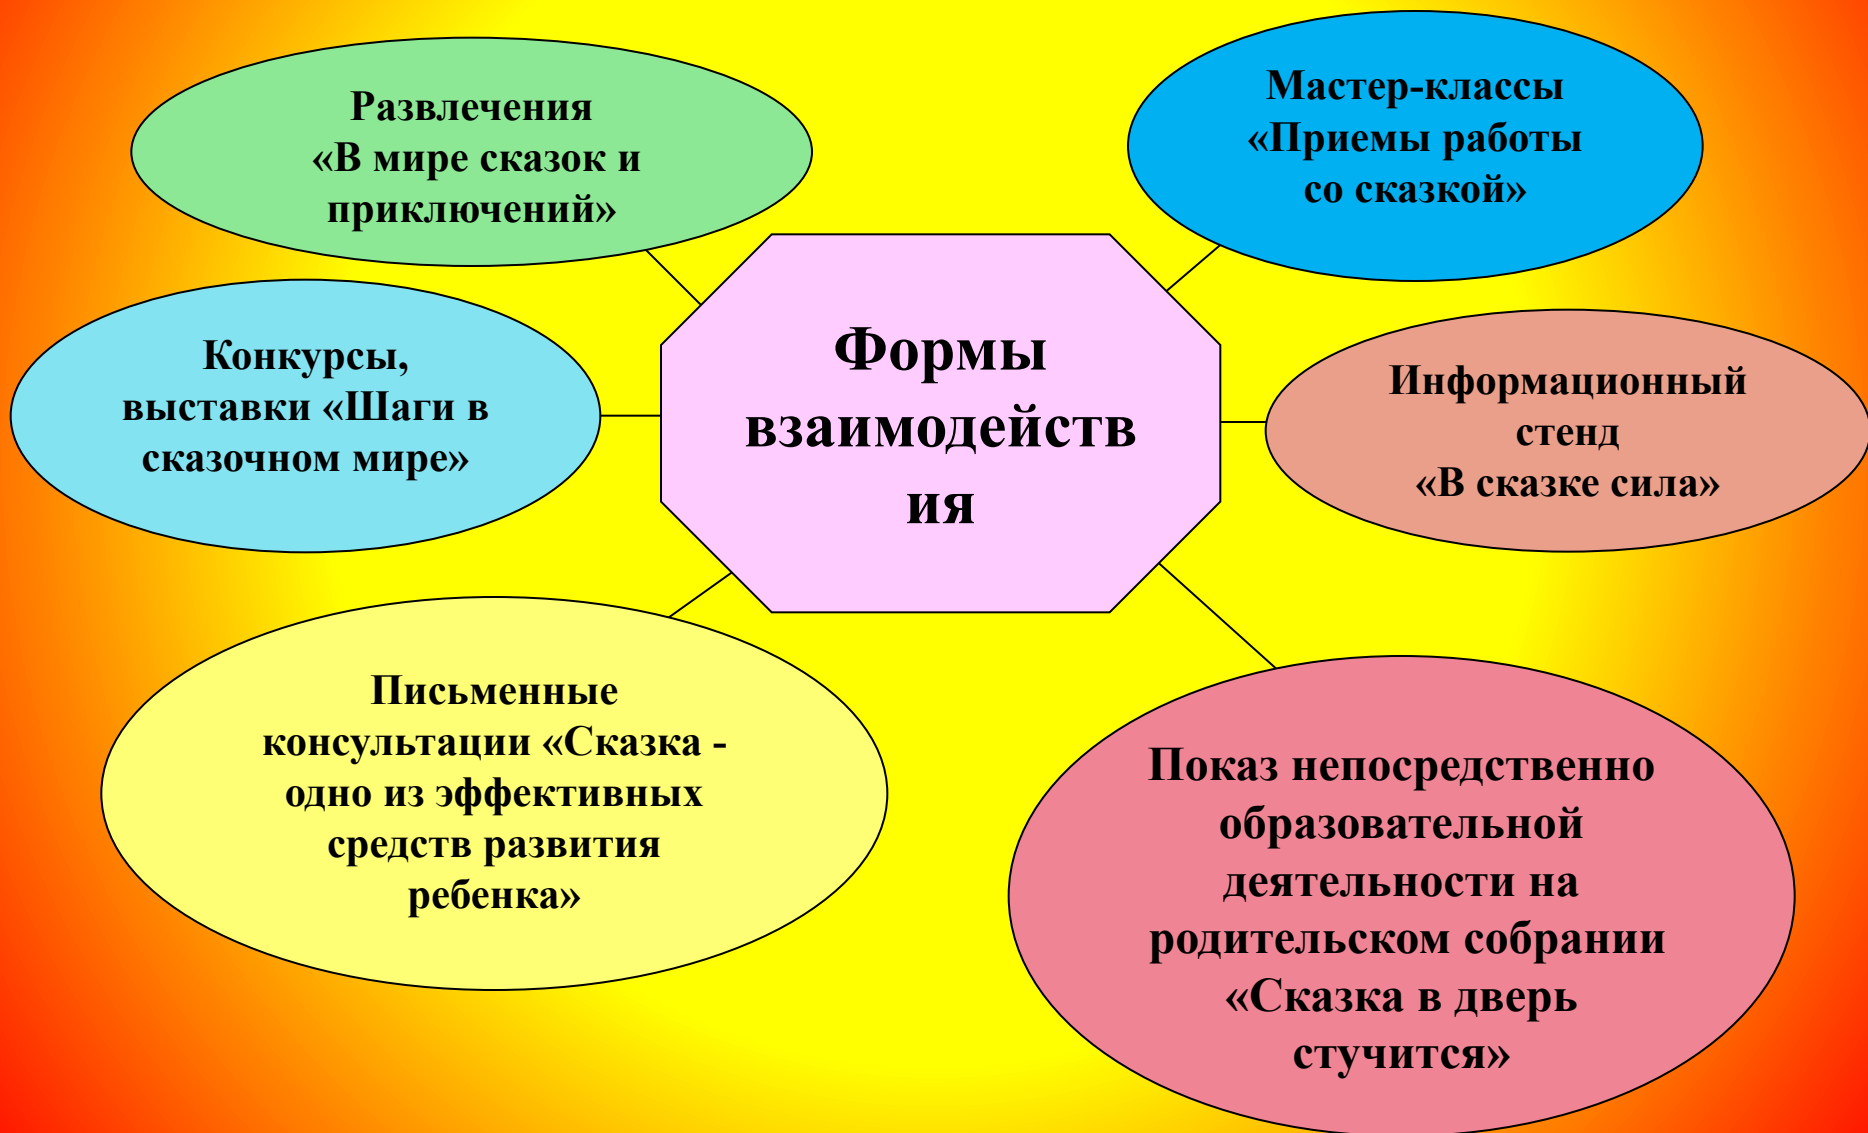 Развлечения
«В мире сказок и
приключений»
Мастер-классы
«Приемы работы
со сказкой»
Конкурсы,
выставки «Шаги в
сказочном мире»
Формы
взаимодейств
ия
Информационный
стенд
«В сказке сила»
Письменные
консультации «Сказка -
одно из эффективных
средств развития
ребенка»
Показ непосредственно
образовательной
деятельности на
родительском собрании
«Сказка в дверь
стучится»